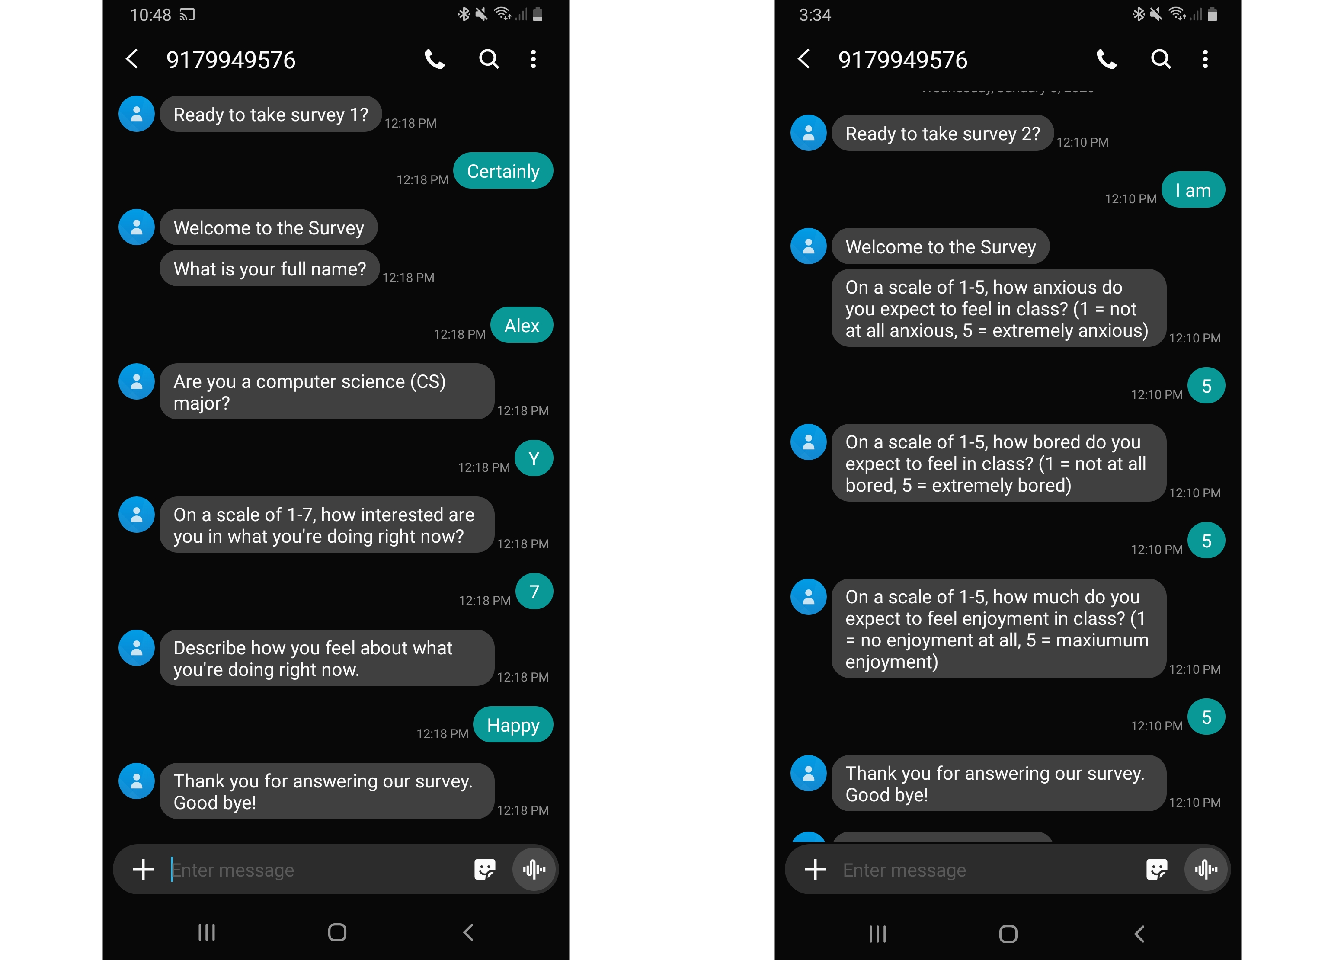 10:48
9179949576
Ready to take survey 1?
12:18 PM
Certainly
12:18 PM
Welcome to the Survey
What is your full name?
12:18 PM
Alex
12:18 PM
Are you a computer science (CS)
major?
12:18 PM
Y
12:18 PM
On a scale of 1-7, how interested are
you in what you're doing right now?
12:18 PM
7
12:18 PM
Describe how you feel about what
you're doing right now.
12:18 PM
Happy
12:18 PM
Thank you for answering our survey.
Good bye!
12:18 PM
Enter message
3:34
9179949576
Ready to take survey 2?
12:10 PM
I am
12:10 PM
Welcome to the Survey
On a scale of 1-5, how anxious do
you expect to feel in class? (1 = not
at all anxious, 5 = extremely anxious)
12:10 PM
5
12:10 PM
On a scale of 1-5, how bored do you
expect to feel in class? (1 = not at all
bored, 5 = extremely bored)
12:10 PM
5
12:10 PM
On a scale of 1-5, how much do you
expect to feel enjoyment in class? (1
= no enjoyment at all, 5 = maxiumum
enjoyment)
12:10 PM
5
12:10 PM
Thank you for answering our survey.
Good bye!
12:10 PM
Enter message